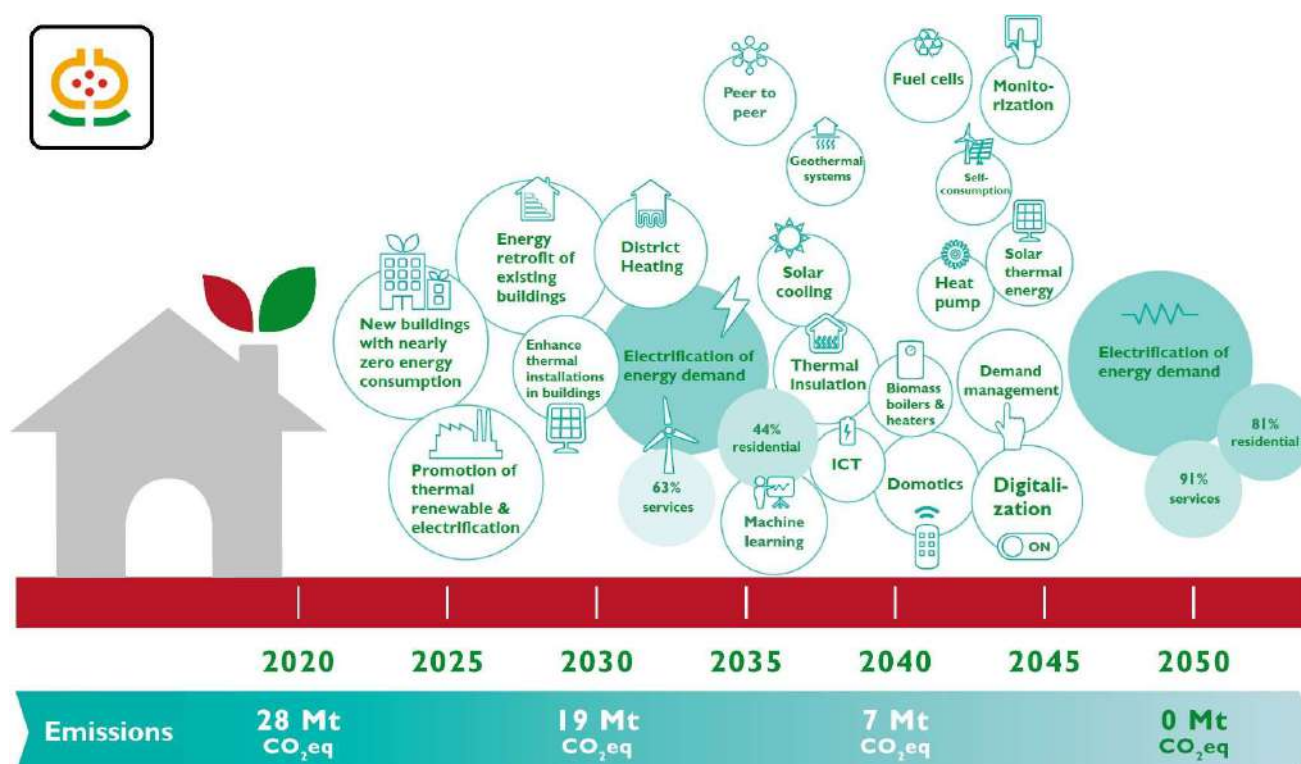 Peer to
peer
Fuel cells
Monito-
rization
Geothermal
systems
Self-
consumption
Energy
retrofit of
existing
buildings
District
Heating
Solar
cooling
Heat
pump
Solar
thermal
energy
New buildings
with nearly
zero energy
consumption
Enhance
thermal
installations
in buildings
Electrification of
energy demand
Thermal
insulation
Biomass
boilers &
heaters
Demand
management
Electrification of
energy demand
Promotion of
thermal
renewable &
electrification
63%
services
44%
residential
ICT
Machine
learning
Domotics
Digitali-
zation
ON
81%
residential
91%
services
2020 2025 2030 2035 2040 2045 2050
Emissions 28 Mt CO₂eq 19 Mt CO₂eq 7 Mt CO₂eq 0 Mt CO₂eq